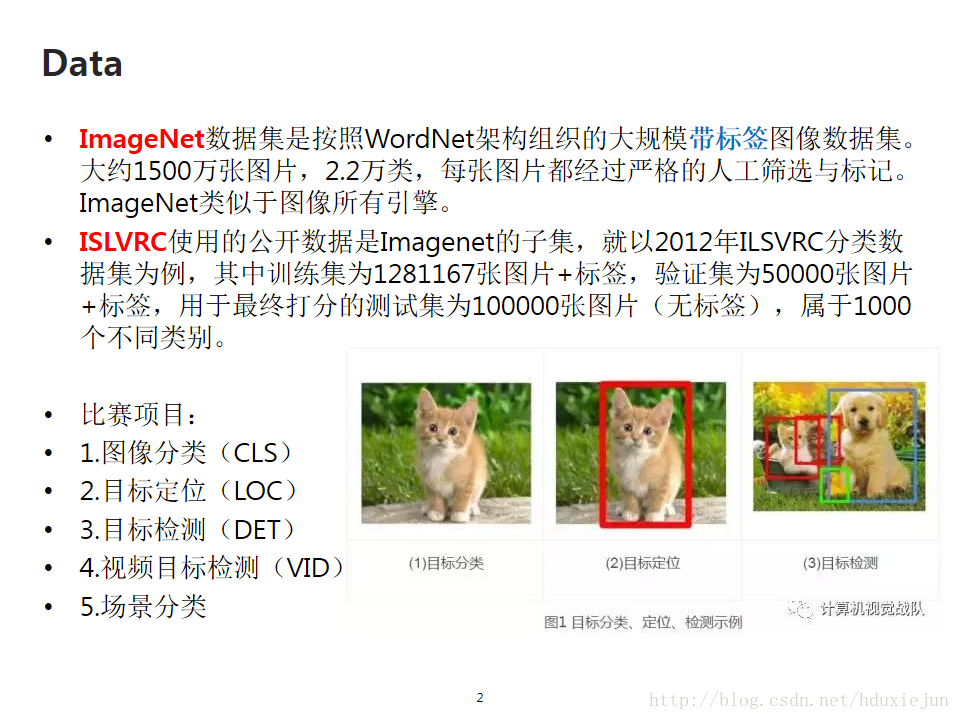 Data
• ImageNet数据集是按照WordNet架构组织的大规模带标签图像数据集。
大约1500万张图片，2.2万类，每张图片都经过严格的人工筛选与标记。
ImageNet类似于图像所有引擎。
• ISLVRC使用的公开数据是Imagenet的子集，就以2012年ILSVRC分类数
据集为例，其中训练集为1281167张图片+标签，验证集为50000张图片
+标签，用于最终打分的测试集为100000张图片（无标签），属于1000
个不同类别。
• 比赛项目：
• 1.图像分类（CLS）
• 2.目标定位（LOC）
• 3.目标检测（DET）
• 4.视频目标检测（VID）
• 5.场景分类
(1)目标分类
(2)目标定位
(3)目标检测
计算机视觉战队
图1 目标分类、定位、检测示例
2
http://blog.csdn.net/hduxiejun